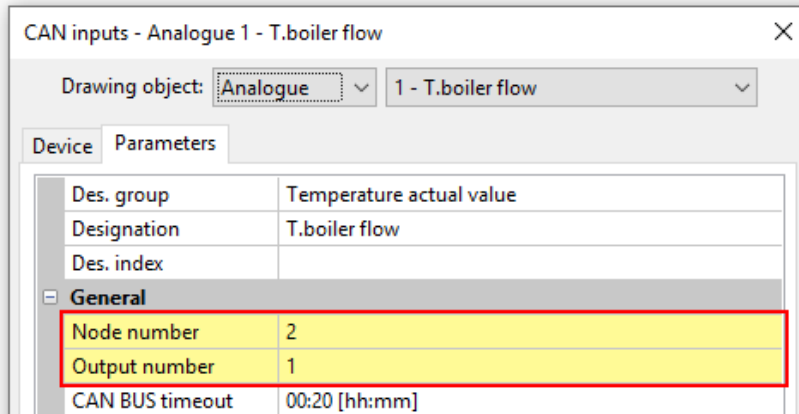 CAN inputs - Analogue 1 - T.boiler flow
Drawing object: Analogue 1 - T.boiler flow
Device Parameters
Des. group Temperature actual value
Designation T.boiler flow
Des. index
General
Node number 2
Output number 1
CAN BUS timeout 00:20 [hh:mm]